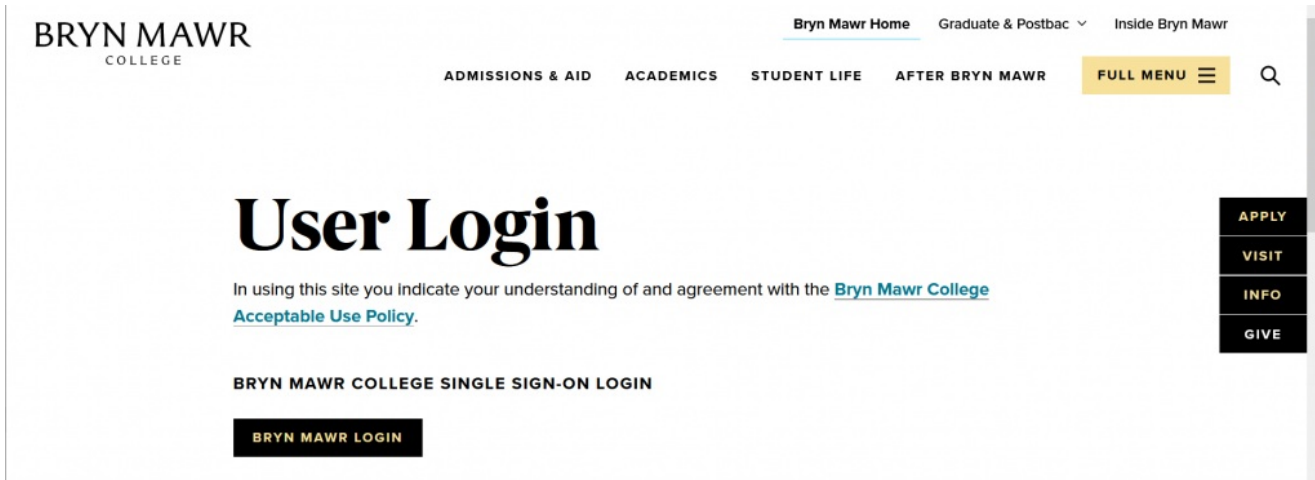 BRYN MAWR
COLLEGE
Bryn Mawr Home Graduate & Postbac Inside Bryn Mawr
ADMISSIONS & AID ACADEMICS STUDENT LIFE AFTER BRYN MAWR FULL MENU
User Login
In using this site you indicate your understanding of and agreement with the Bryn Mawr College
Acceptable Use Policy.
BRYN MAWR COLLEGE SINGLE SIGN-ON LOGIN
BRYN MAWR LOGIN
APPLY
VISIT
INFO
GIVE